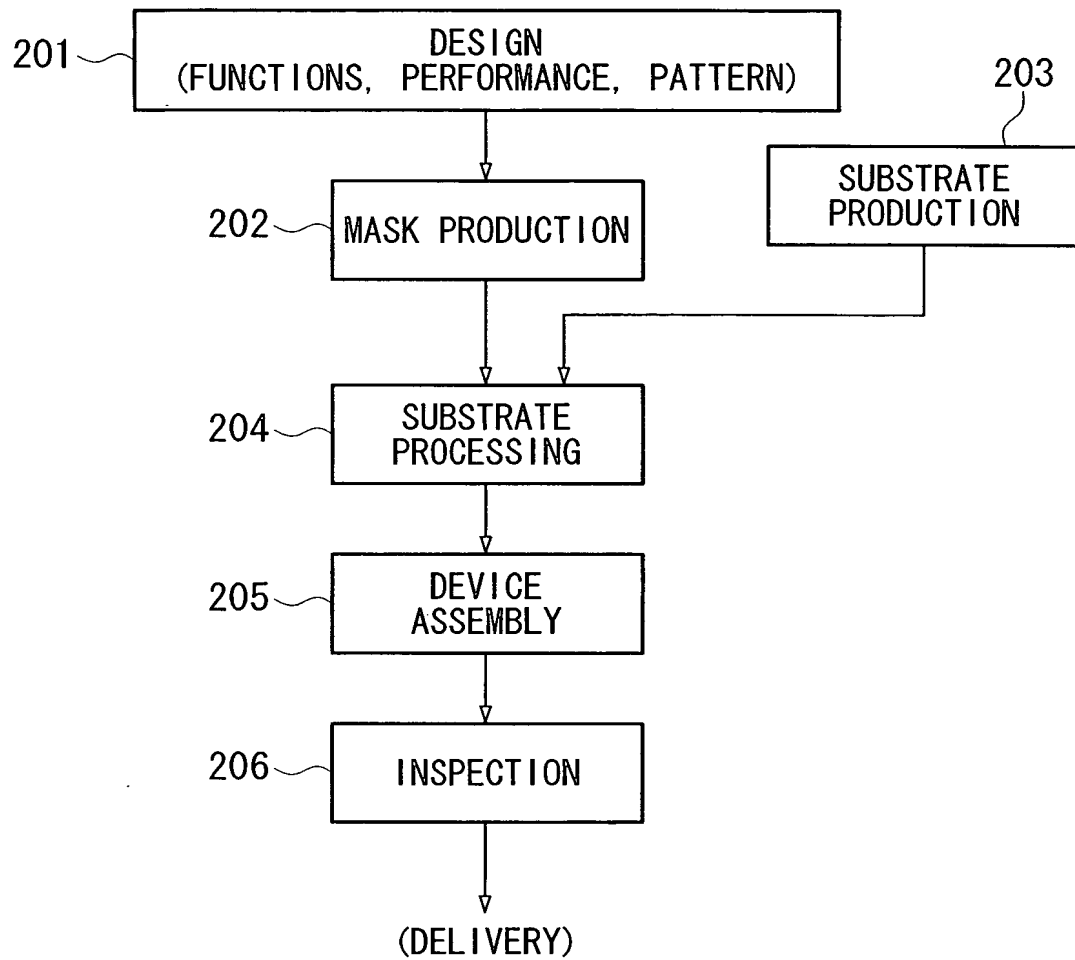 201
DESIGN
(FUNCTIONS, PERFORMANCE, PATTERN)
203
SUBSTRATE
PRODUCTION
202
MASK PRODUCTION
204
SUBSTRATE
PROCESSING
205
DEVICE
ASSEMBLY
206
INSPECTION
(DELIVERY)